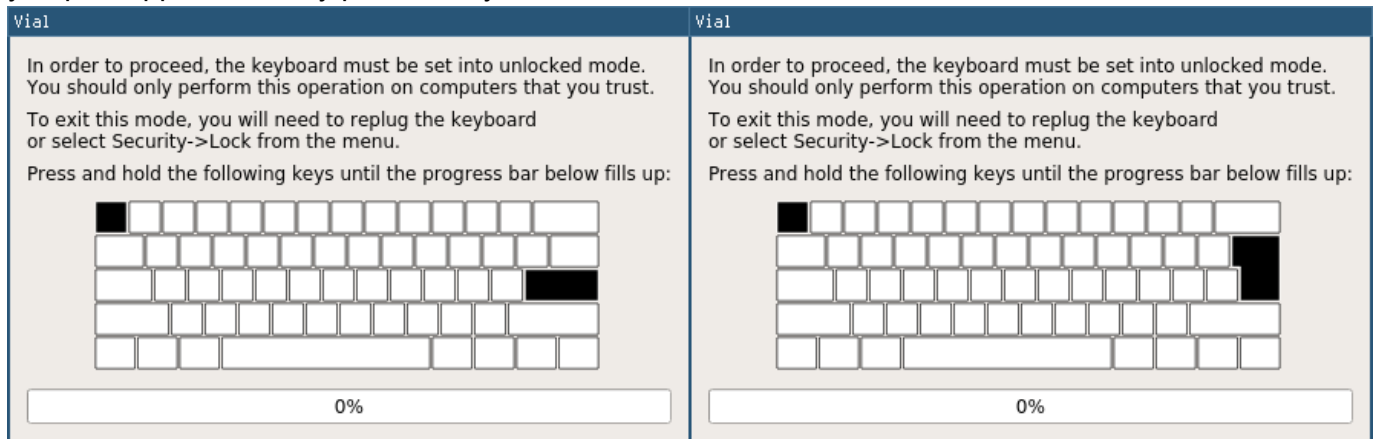 Vial
In order to proceed, the keyboard must be set into unlocked mode.
You should only perform this operation on computers that you trust.
To exit this mode, you will need to replug the keyboard
or select Security->Lock from the menu.
Press and hold the following keys until the progress bar below fills up:
0%
Vial
In order to proceed, the keyboard must be set into unlocked mode.
You should only perform this operation on computers that you trust.
To exit this mode, you will need to replug the keyboard
or select Security->Lock from the menu.
Press and hold the following keys until the progress bar below fills up:
0%